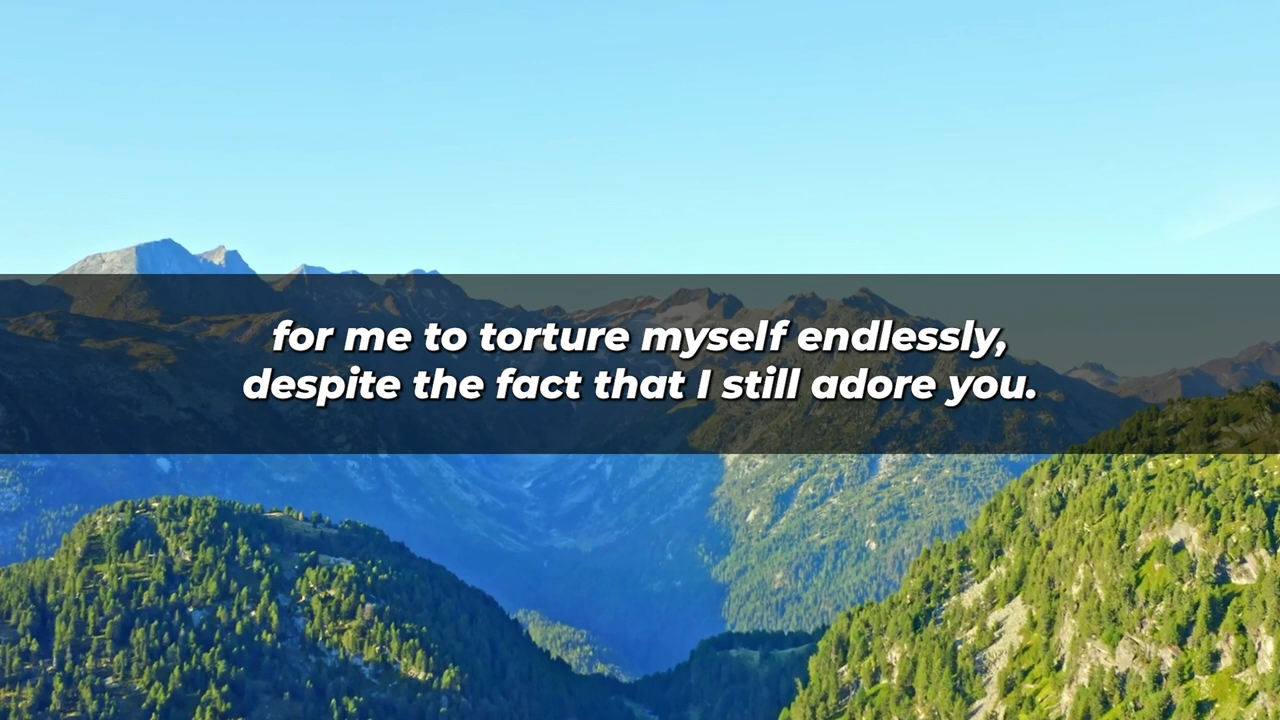 for me to torture myself endlessly,
despite the fact that I still adore you.